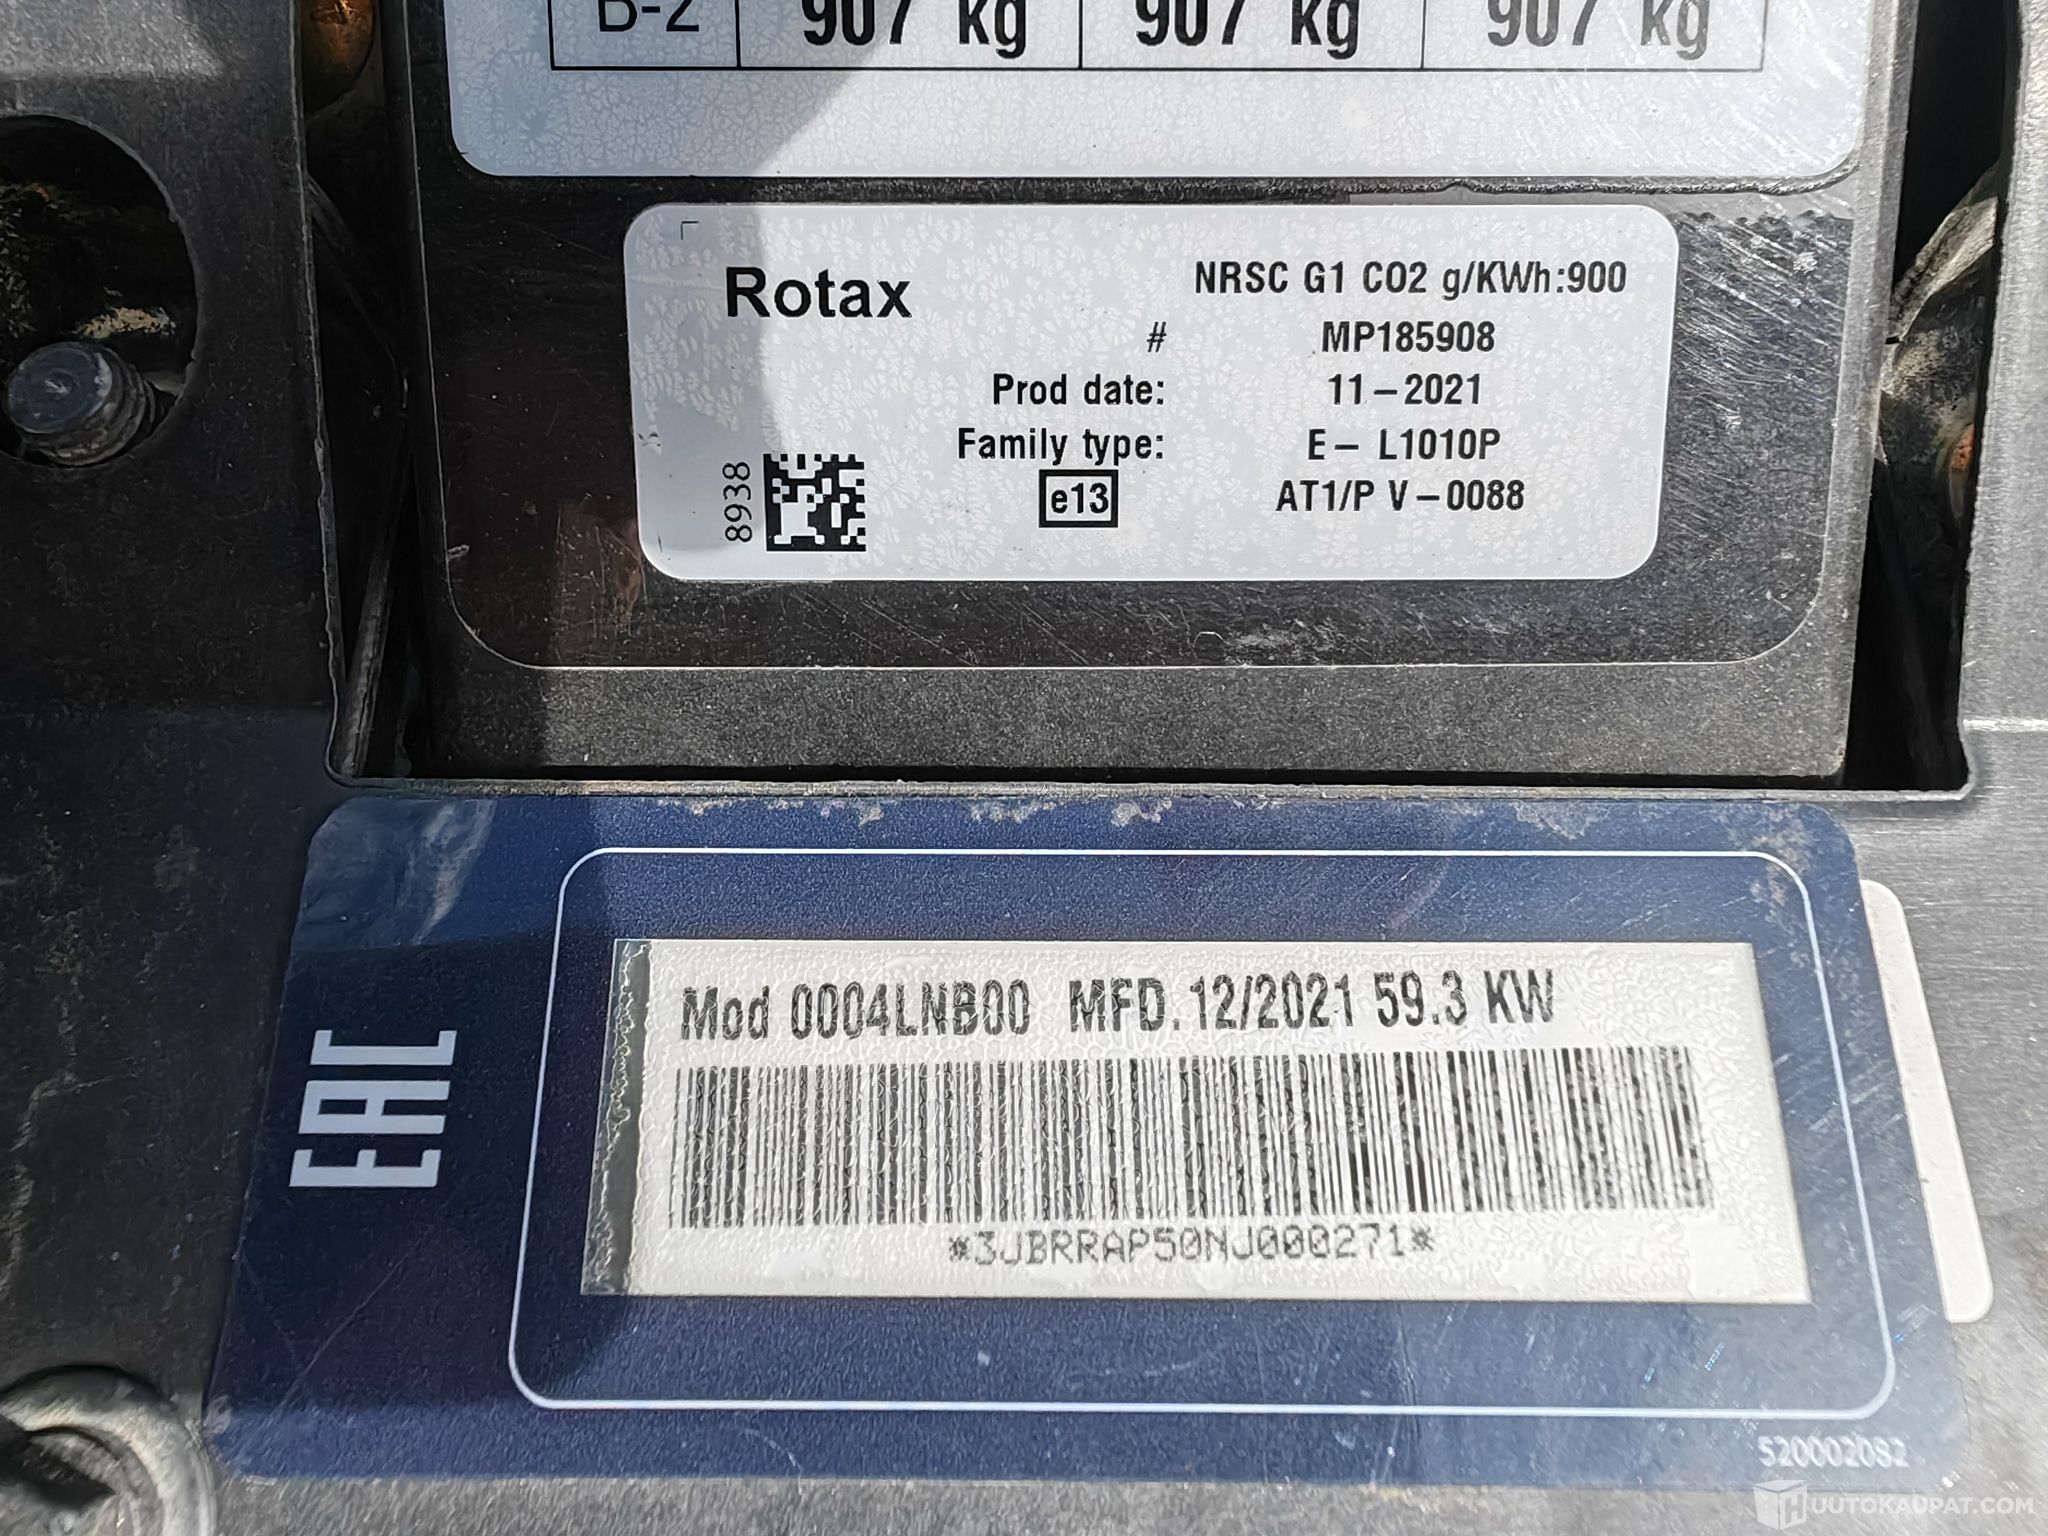 B-2 907 kg 907 kg 907 kg
Rotax
NRSC G1 CO2 g/KWh:900
# MP185908
Prod date: 11-2021
Family type: E- L1010P
e13 AT1/P V-0088
8938
EAC
Mod 0004LNB00 MFD.12/2021 59.3 KW
*3JBRRAP50NJ000271*
520002082
HUUTOKAUPAT.COM